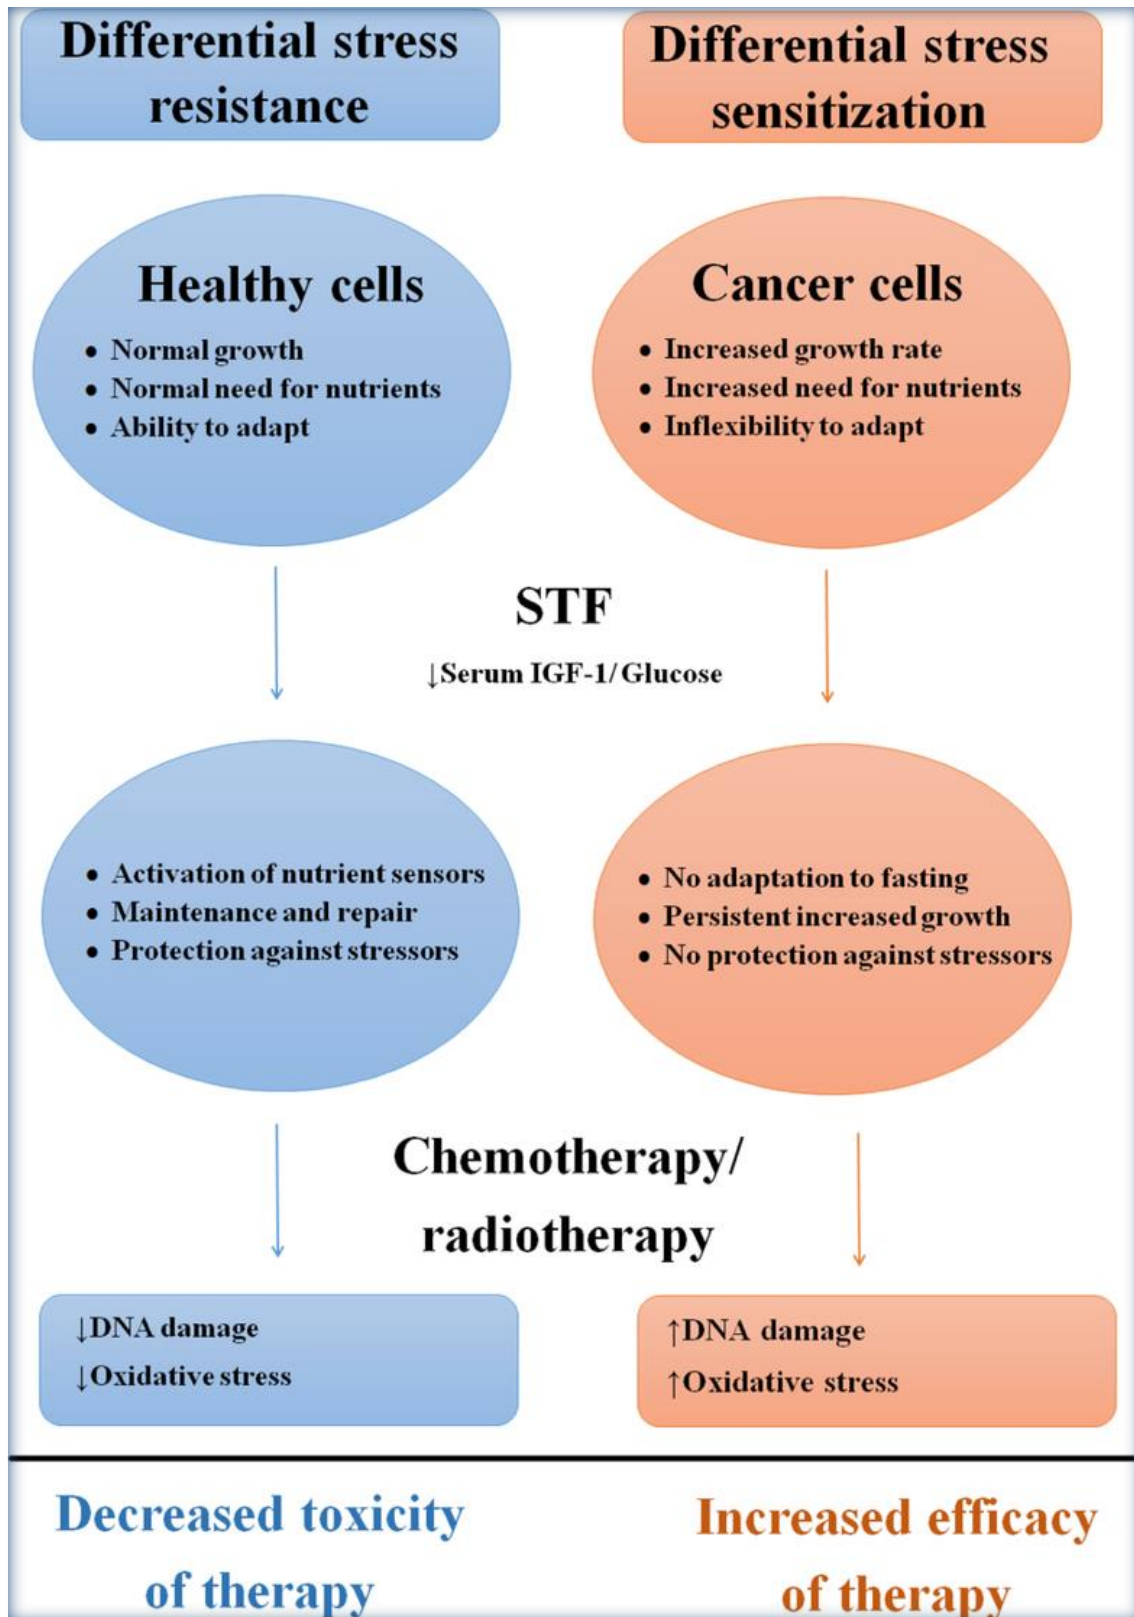 Differential stress
resistance
Differential stress
sensitization
Healthy cells
• Normal growth
• Normal need for nutrients
• Ability to adapt
Cancer cells
• Increased growth rate
• Increased need for nutrients
• Inflexibility to adapt
STF
↓Serum IGF-1/ Glucose
• Activation of nutrient sensors
• Maintenance and repair
• Protection against stressors
• No adaptation to fasting
• Persistent increased growth
• No protection against stressors
Chemotherapy/
radiotherapy
↓DNA damage
↓Oxidative stress
↑DNA damage
↑Oxidative stress
Decreased toxicity
of therapy
Increased efficacy
of therapy